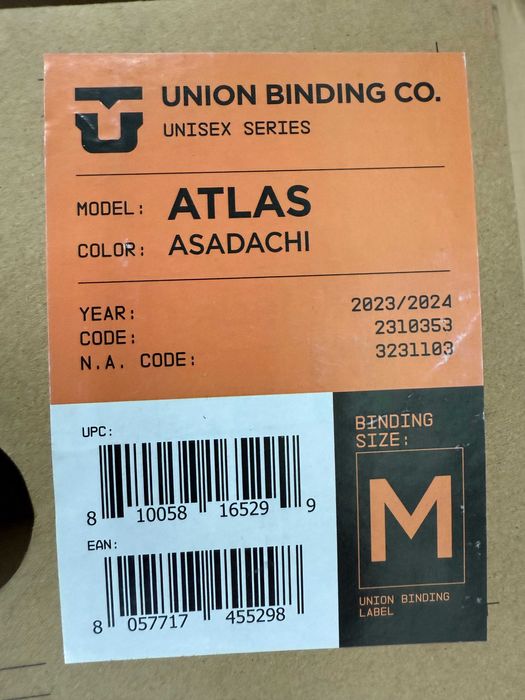 UNION BINDING CO.
UNISEX SERIES
MODEL: ATLAS
COLOR: ASADACHI
YEAR: 2023/2024
CODE: 2310353
N.A. CODE: 3231103
UPC:
8 10058 16529 9
EAN:
8 057717 455298
BINDING
SIZE:
M
UNION BINDING
LABEL